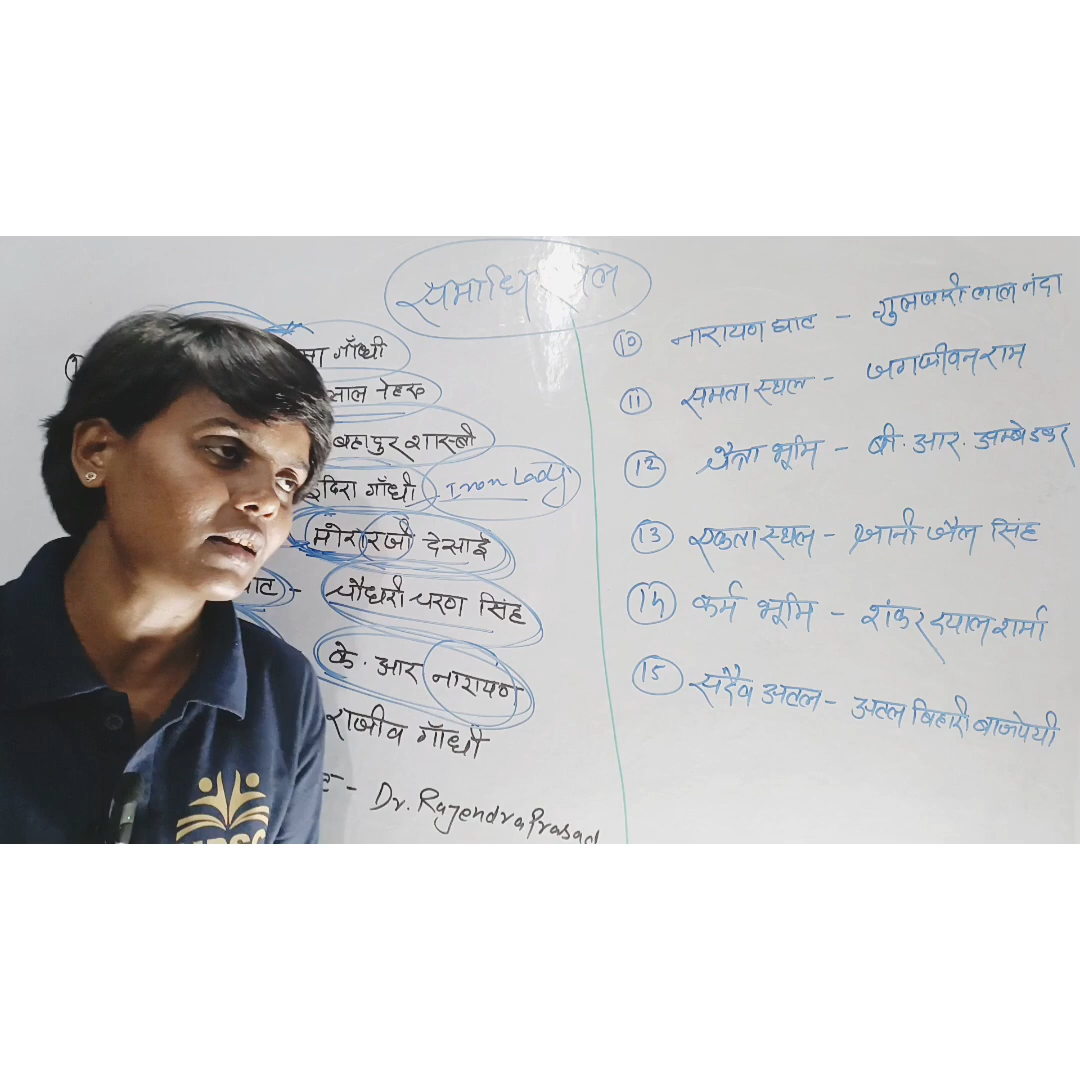 समाधि स्थल
गाँधी
लाल नेहरू
बहादुर शास्त्री
इंदिरा गाँधी - Iron Lady
मोरारजी देसाई
घाट - चौधरी चरण सिंह
के. आर नारायण
राजीव गाँधी
- Dr. Rajendra Prasad
10 नारायण घाट - गुलजारी लाल नंदा
11 समता स्थल - जगजीवन राम
12 चैत्रा भूमि - बी. आर. अम्बेडकर
13 एकता स्थल - ज्ञानी जैल सिंह
14 कर्म भूमि - शंकर दयाल शर्मा
15 सदैव अटल - अटल बिहारी बाजपेयी